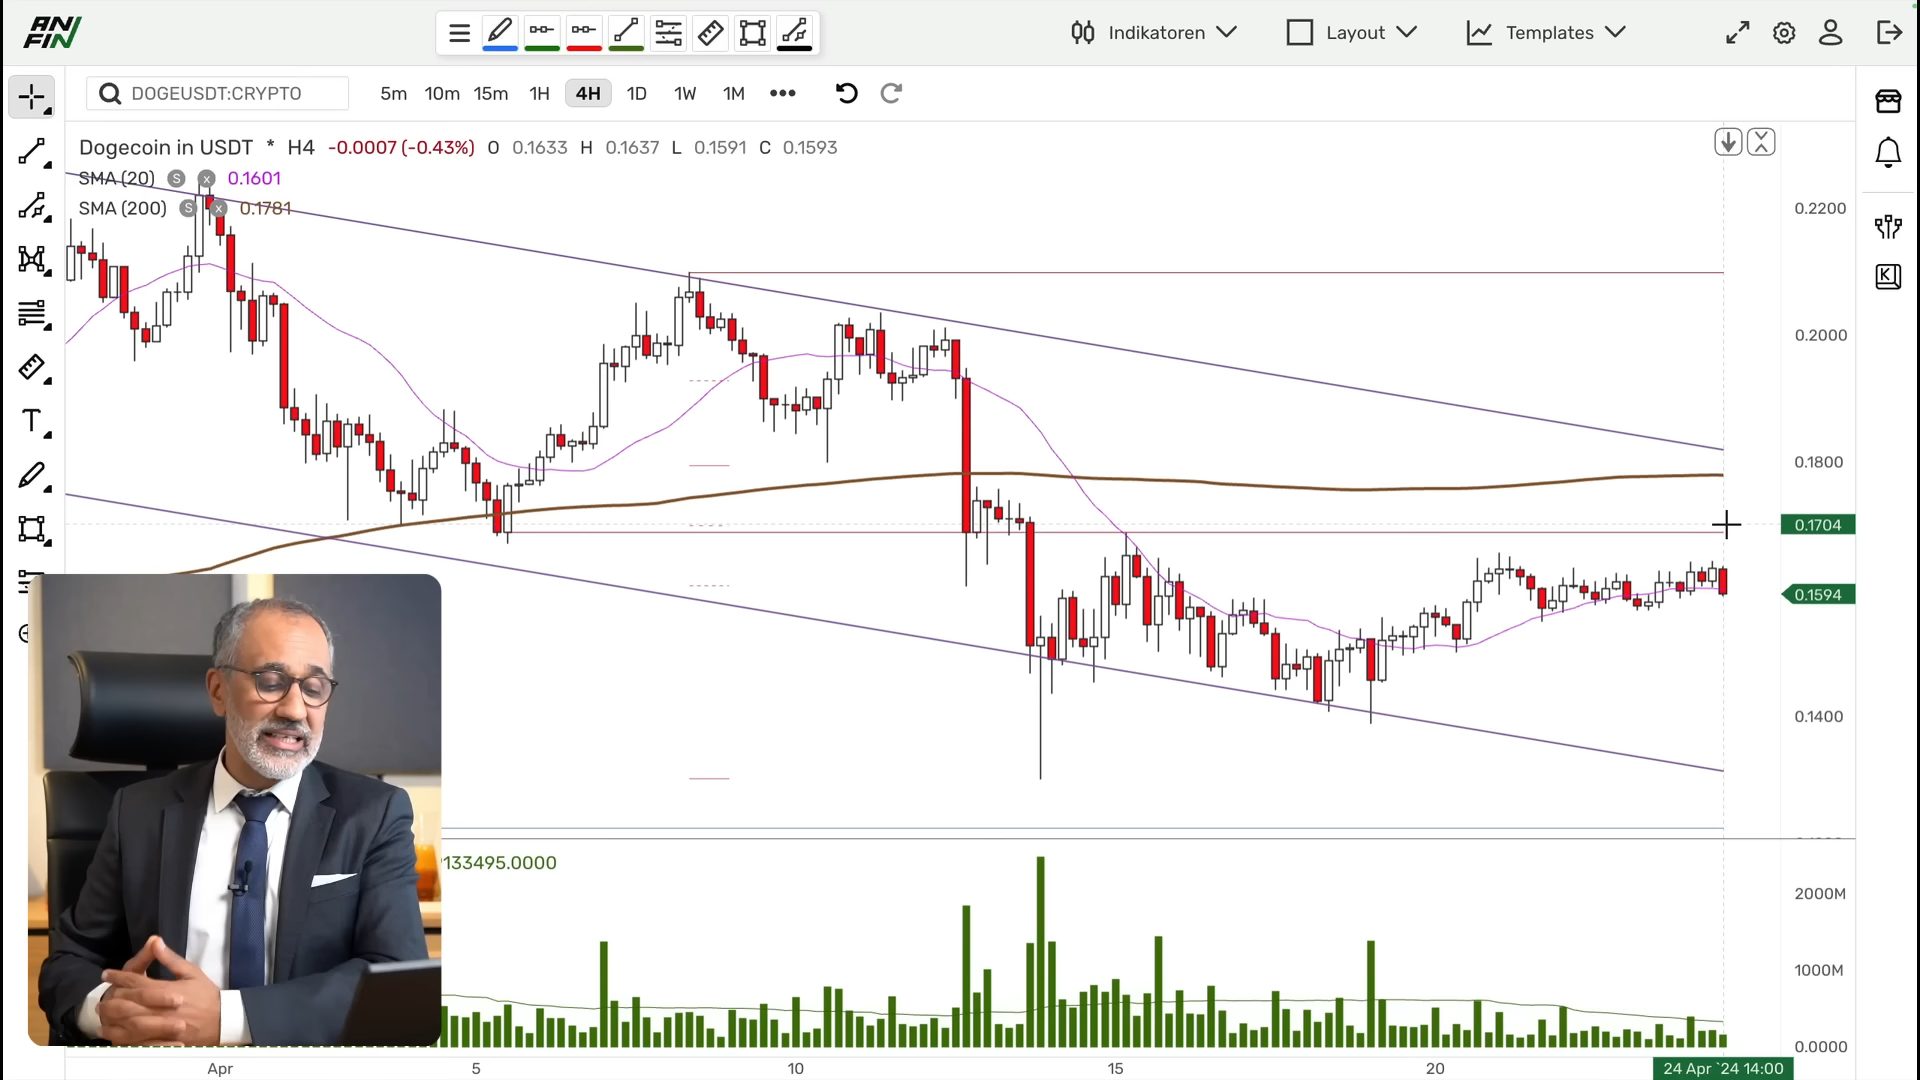 ANFIN
Indikatoren
Layout
Templates
DOGEUSDT:CRYPTO
5m 10m 15m 1H 4H 1D 1W 1M •••
Dogecoin in USDT * H4 -0.0007 (-0.43%) O 0.1633 H 0.1637 L 0.1591 C 0.1593
SMA (20) S x 0.1601
SMA (200) S x 0.1781
0.2200
0.2000
0.1800
0.1704
0.1594
0.1400
133495.0000
2000M
1000M
0.0000
Apr 5 10 15 20 24 Apr `24 14:00
T
K